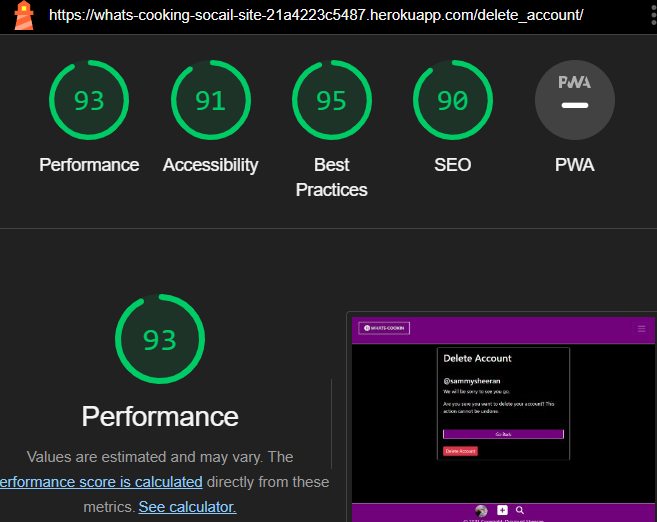 https://whats-cooking-socail-site-21a4223c5487.herokuapp.com/delete_account/
93
91
95
90
PWA
Performance
Accessibility
Best
Practices
SEO
PWA
93
Performance
Values are estimated and may vary. The
erformance score is calculated directly from these
metrics. See calculator.
WHATS-COOKIN
Delete Account
@sammysheeran
We will be sorry to see you go.
Are you sure you want to delete your account? This
action cannot be undone.
Go Back
Delete Account